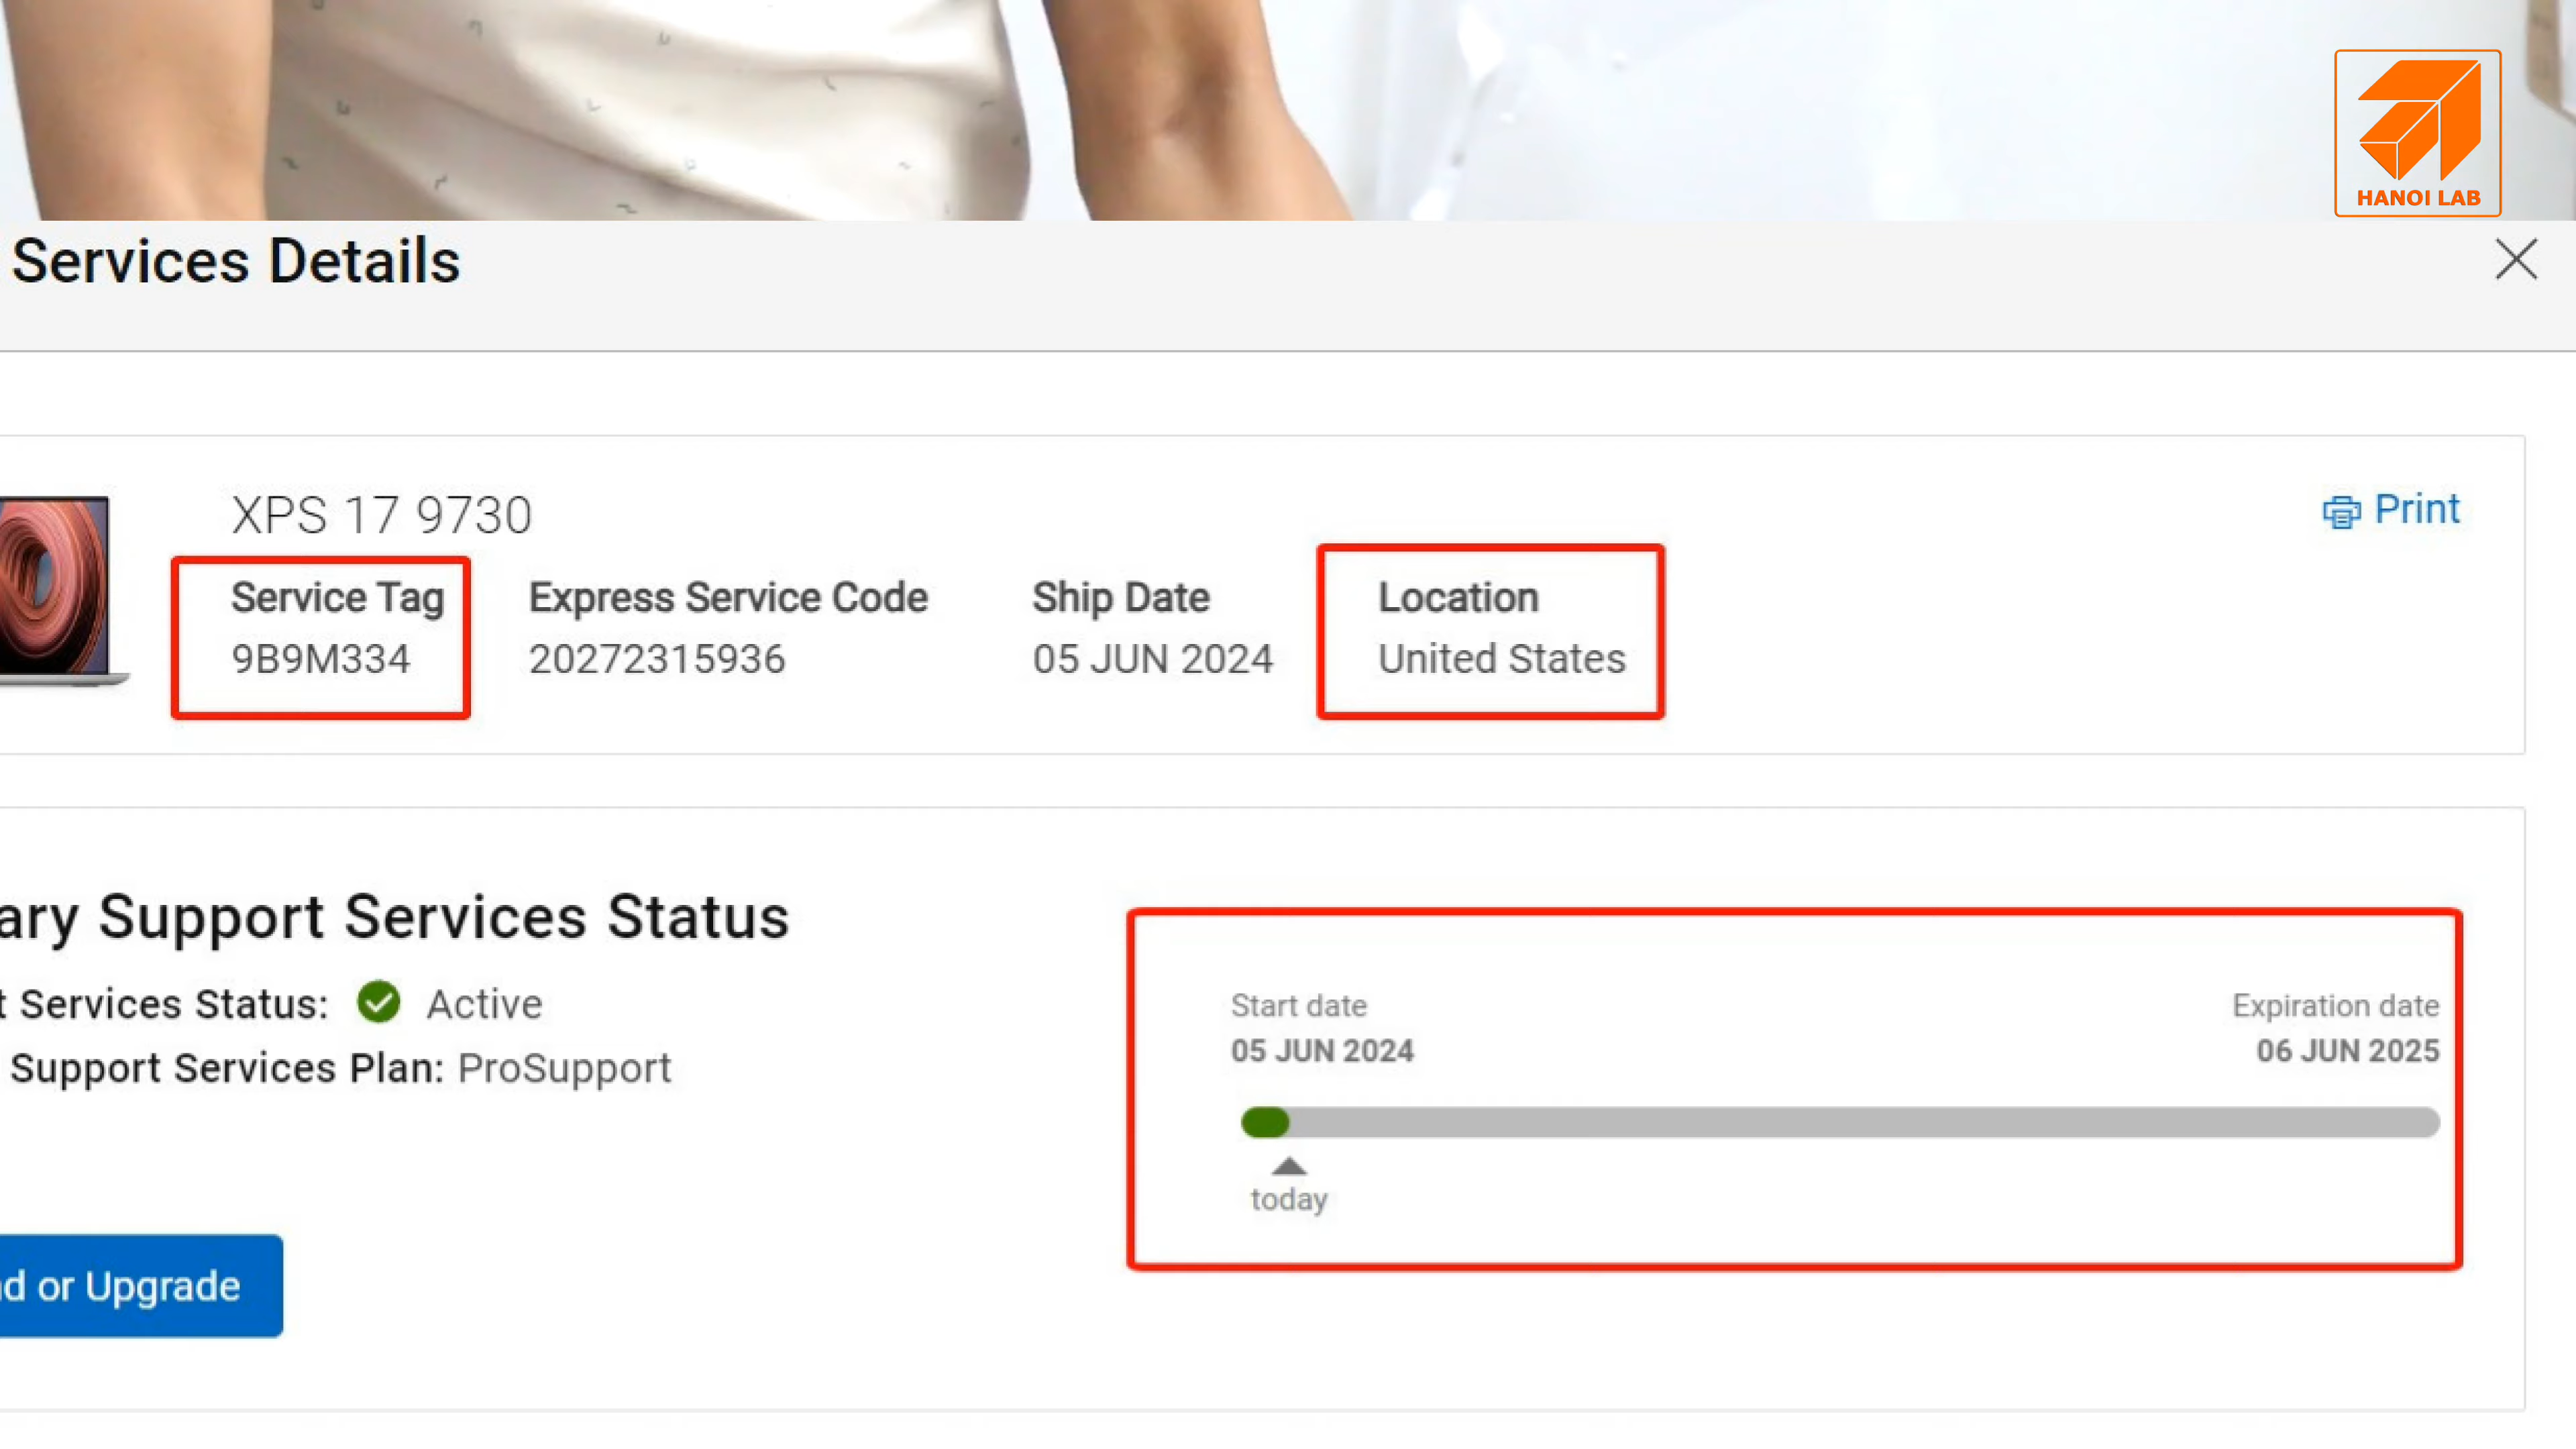 HANOI LAB
Services Details
XPS 17 9730
Print
Service Tag
Express Service Code
Ship Date
Location
9B9M334
20272315936
05 JUN 2024
United States
ary Support Services Status
t Services Status: Active
Support Services Plan: ProSupport
Start date
Expiration date
05 JUN 2024
06 JUN 2025
today
d or Upgrade